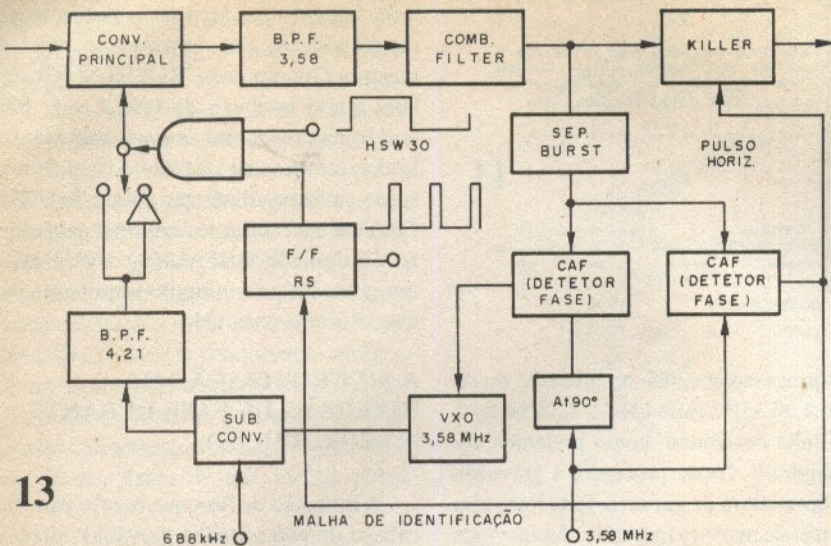 CONV.
PRINCIPAL
B.P.F.
3,58
COMB.
FILTER
KILLER
HSW30
SEP.
BURST
PULSO
HORIZ.
F/F
RS
CAF
(DETETOR
FASE)
CAF
(DETETOR
FASE)
B.P.F.
4,21
SUB
CONV.
VXO
3,58 MHz
At90°
13
MALHA DE IDENTIFICAÇÃO
688kHz
3,58 MHz